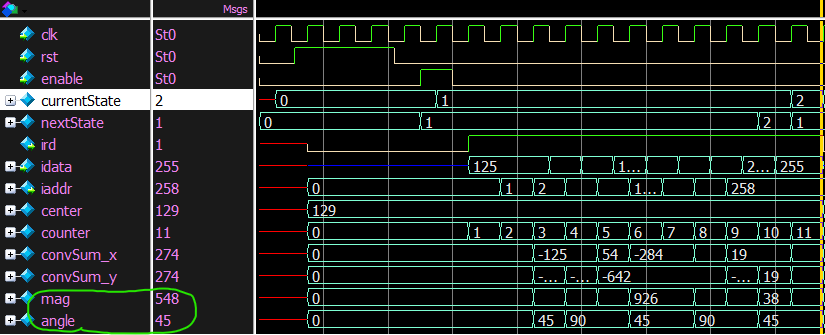 Msgs
clk St0
rst St0
enable St0
currentState 2 0 1 2
nextState 1 0 1 2 1
ird 1
idata 255 125 1... 2... 255
iaddr 258 0 1 2 1... 258
center 129 129
counter 11 0 1 2 3 4 5 6 7 8 9 10 11
convSum_x 274 0 -125 54 -284 19
convSum_y 274 0 -... -... -642 -... 19
mag 548 0 926 38
angle 45 0 45 90 45 90 45